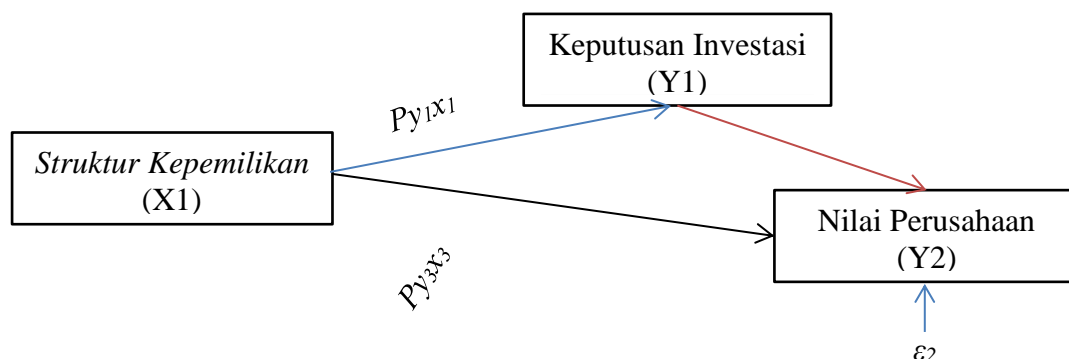 Keputusan Investasi
(Y1)
Py₁x₁
Struktur Kepemilikan
(X1)
Nilai Perusahaan
(Y2)
Py₃x₃
ε₂